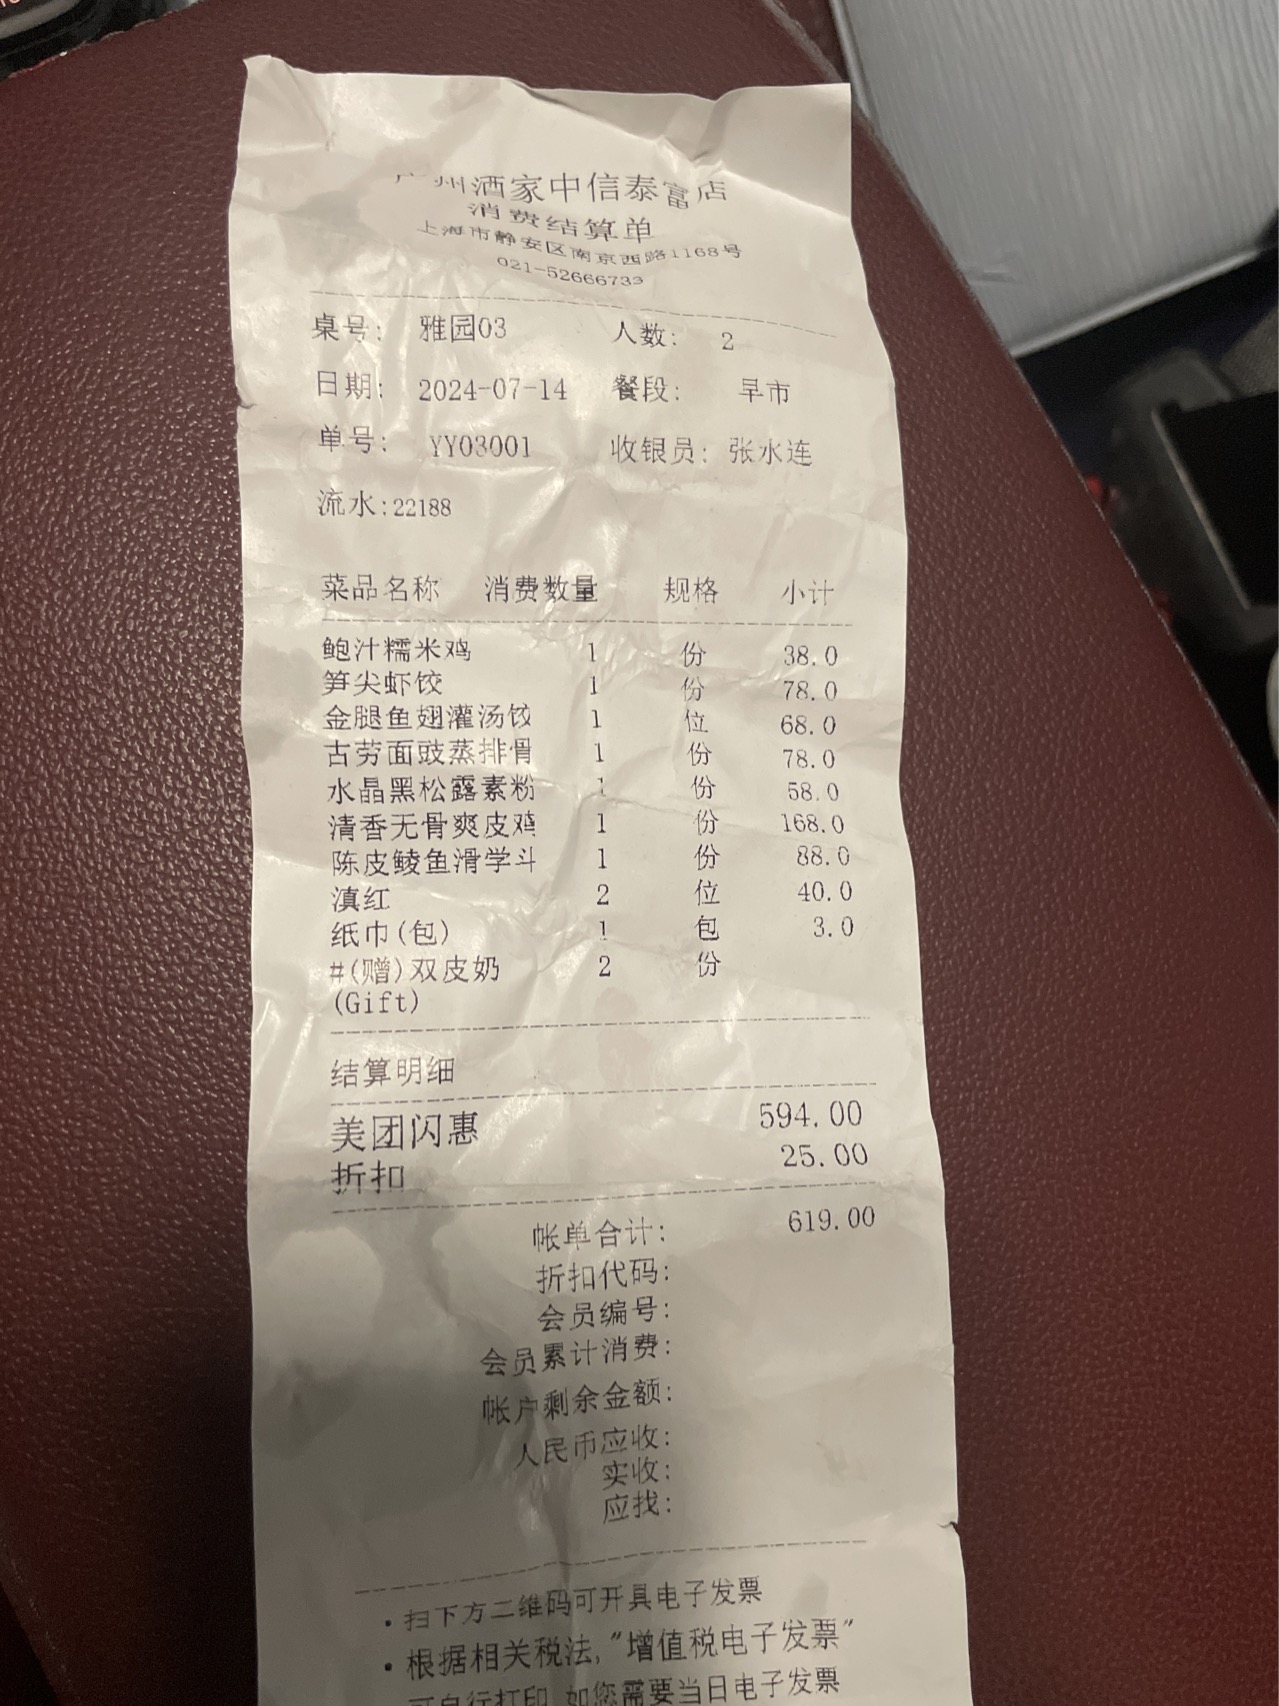 广州酒家中信泰富店
消费结算单
上海市静安区南京西路1168号
021-52666733
桌号: 雅园03 人数: 2
日期: 2024-07-14 餐段: 早市
单号: YY03001 收银员: 张水连
流水:22188
菜品名称 消费数量 规格 小计
鲍汁糯米鸡 1 份 38.0
笋尖虾饺 1 份 78.0
金腿鱼翅灌汤饺 1 位 68.0
古劳面豉蒸排骨 1 份 78.0
水晶黑松露素粉 1 份 58.0
清香无骨爽皮鸡 1 份 168.0
陈皮鲮鱼滑学斗 1 份 88.0
滇红 2 位 40.0
纸巾(包) 1 包 3.0
#(赠)双皮奶 2 份
(Gift)
结算明细
美团闪惠 594.00
折扣 25.00
帐单合计: 619.00
折扣代码:
会员编号:
会员累计消费:
帐户剩余金额:
人民币应收:
实收:
应找:
·扫下方二维码可开具电子发票
·根据相关税法,"增值税电子发票"
可自行打印,如您需要当日电子发票